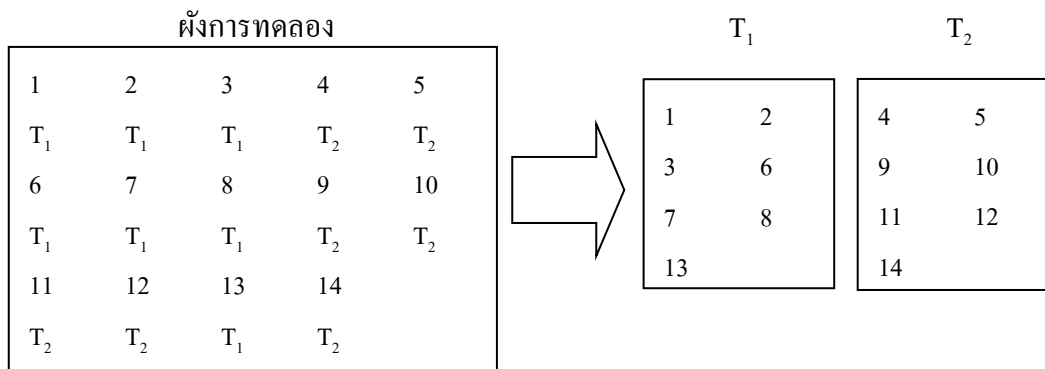 ผังการทดลอง
1 2 3 4 5
T₁ T₁ T₁ T₂ T₂
6 7 8 9 10
T₁ T₁ T₁ T₂ T₂
11 12 13 14
T₂ T₂ T₁ T₂
T₁
1 2
3 6
7 8
13
T₂
4 5
9 10
11 12
14